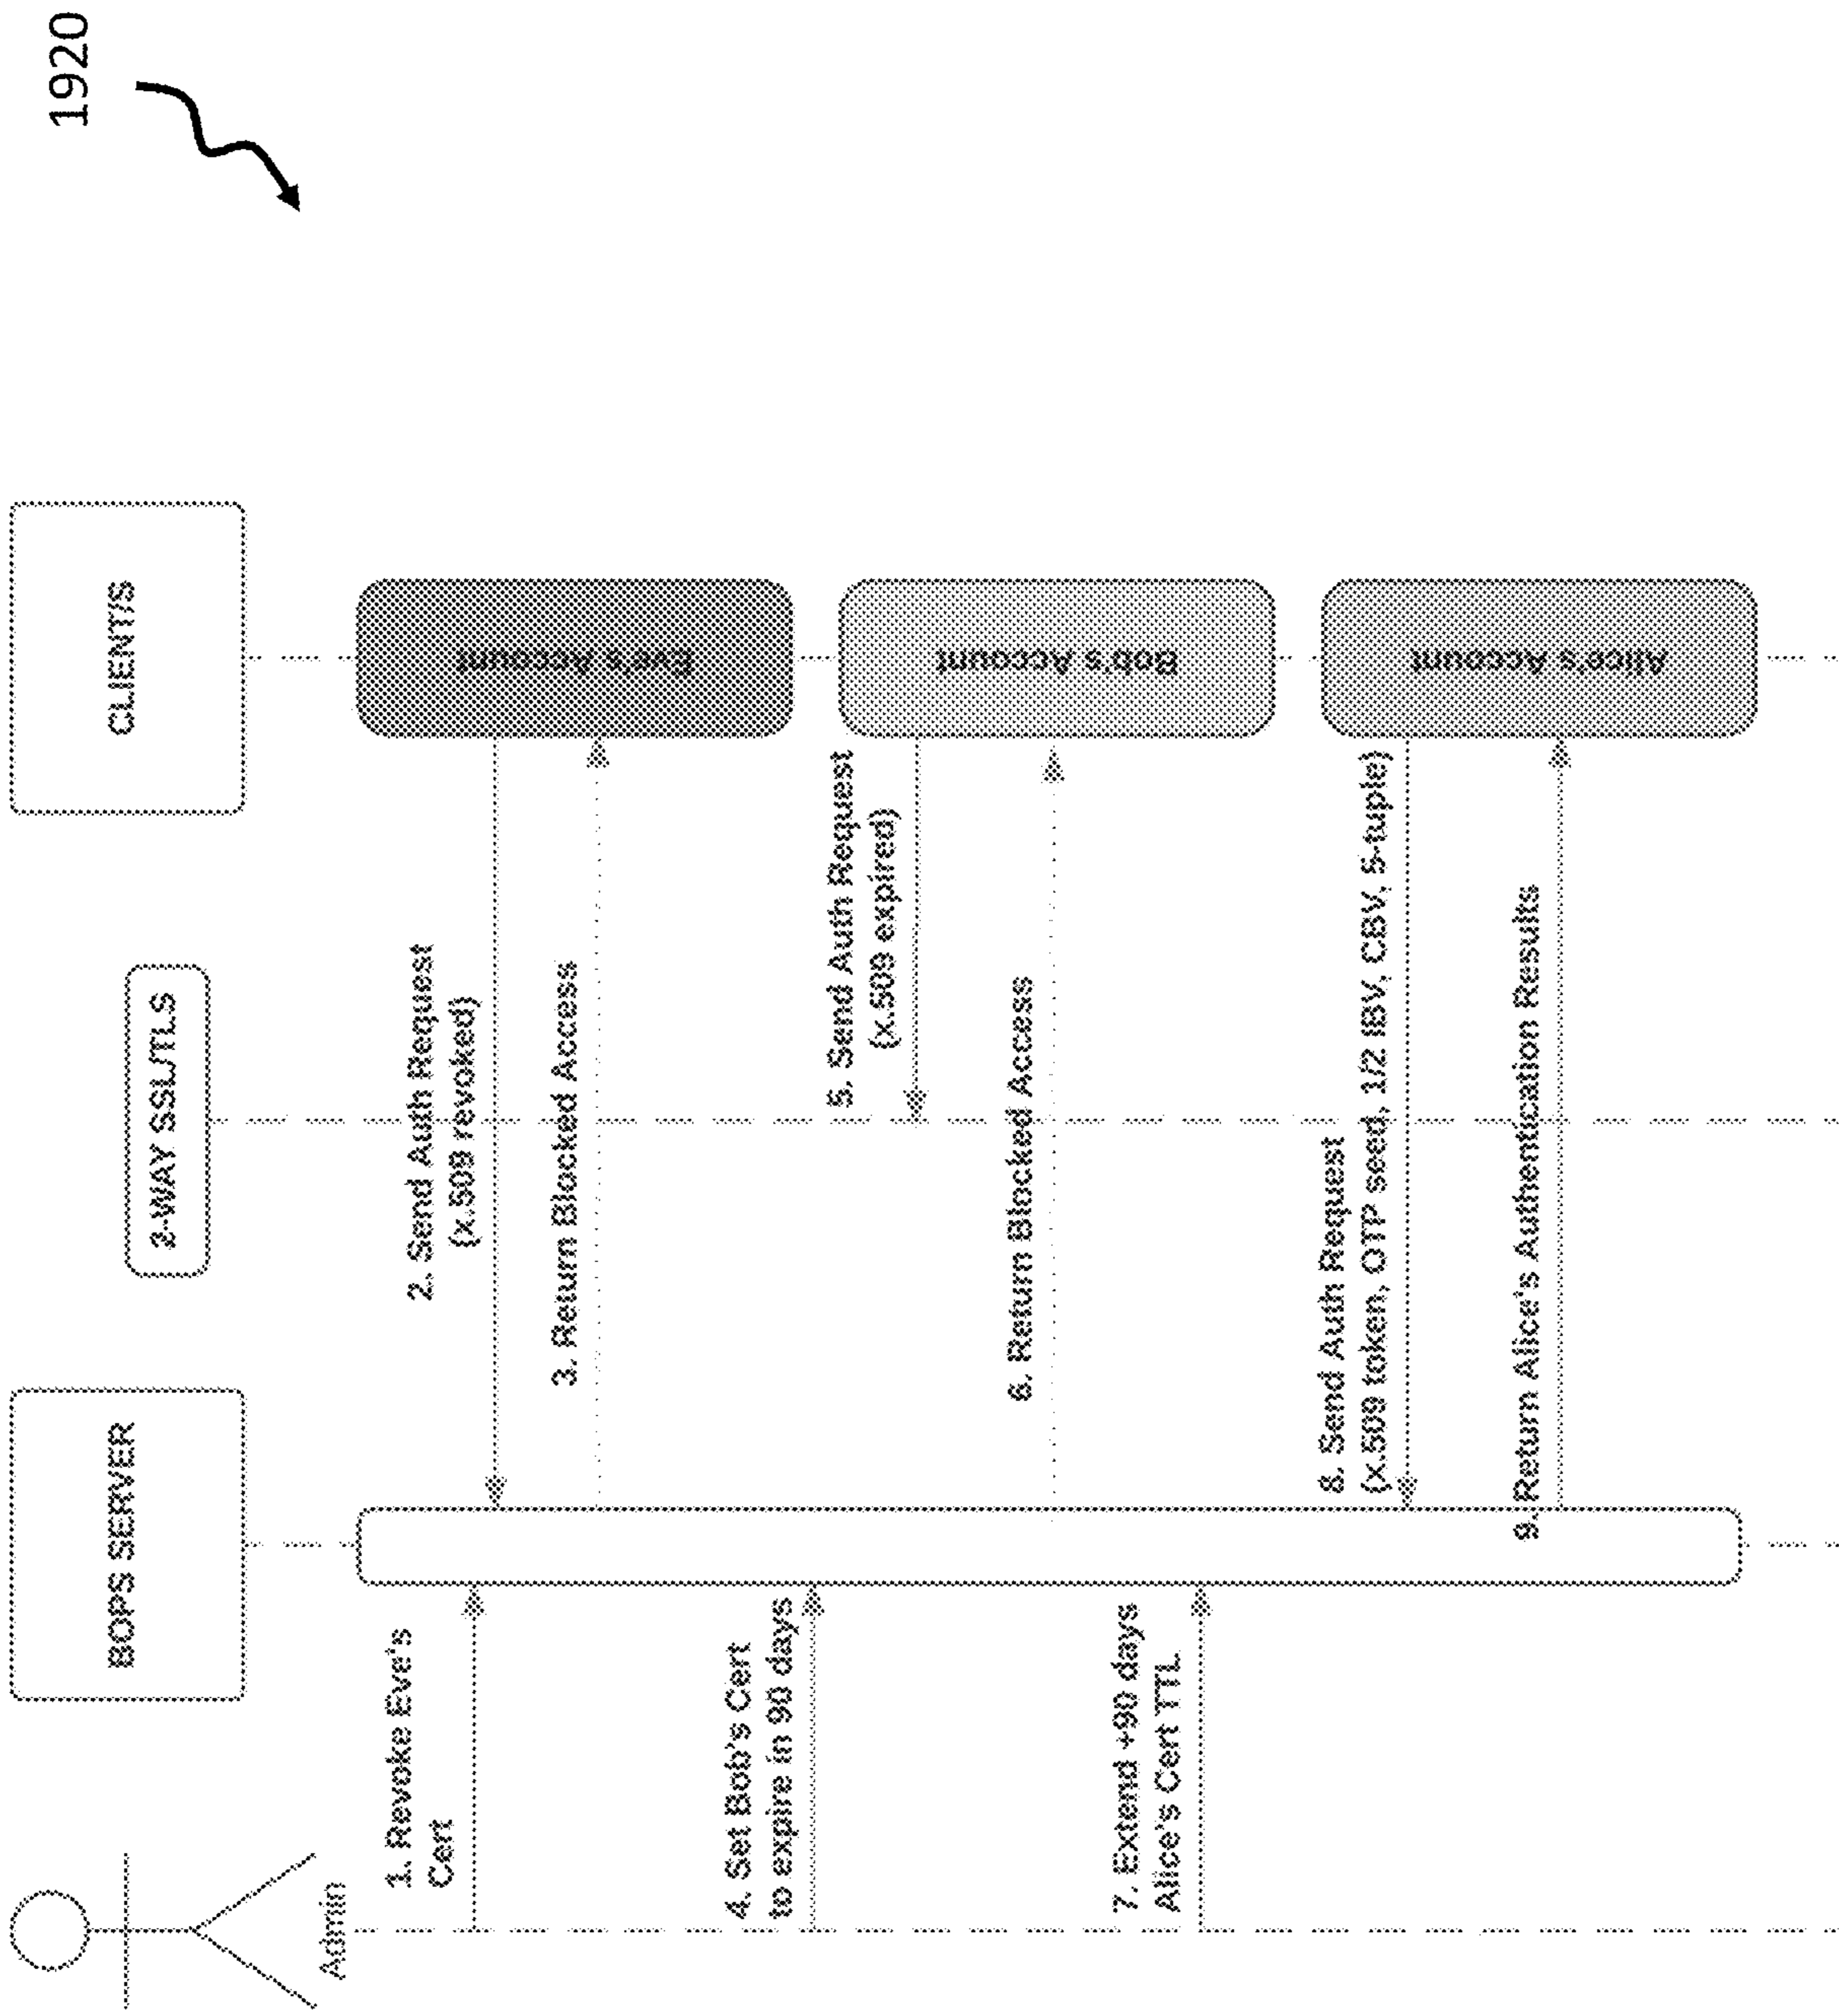 1920
Admin
BOPS SERVER
2-WAY SSL/TLS
CLIENT/S
1. Revoke Eve's
Cert
2. Send Auth Request
(x.509 revoked)
3. Return Blocked Access
Eve's Account
4. Set Bob's Cert
to expire in 90 days
5. Send Auth Request
(x.509 expired)
6. Return Blocked Access
Bob's Account
7. Extend +90 days
Alice's Cert TTL
8. Send Auth Request
(x.509 token, OTP seed, 1/2 IBV, CBV, 5-tuple)
9. Return Alice's Authentication Results
Alice's Account